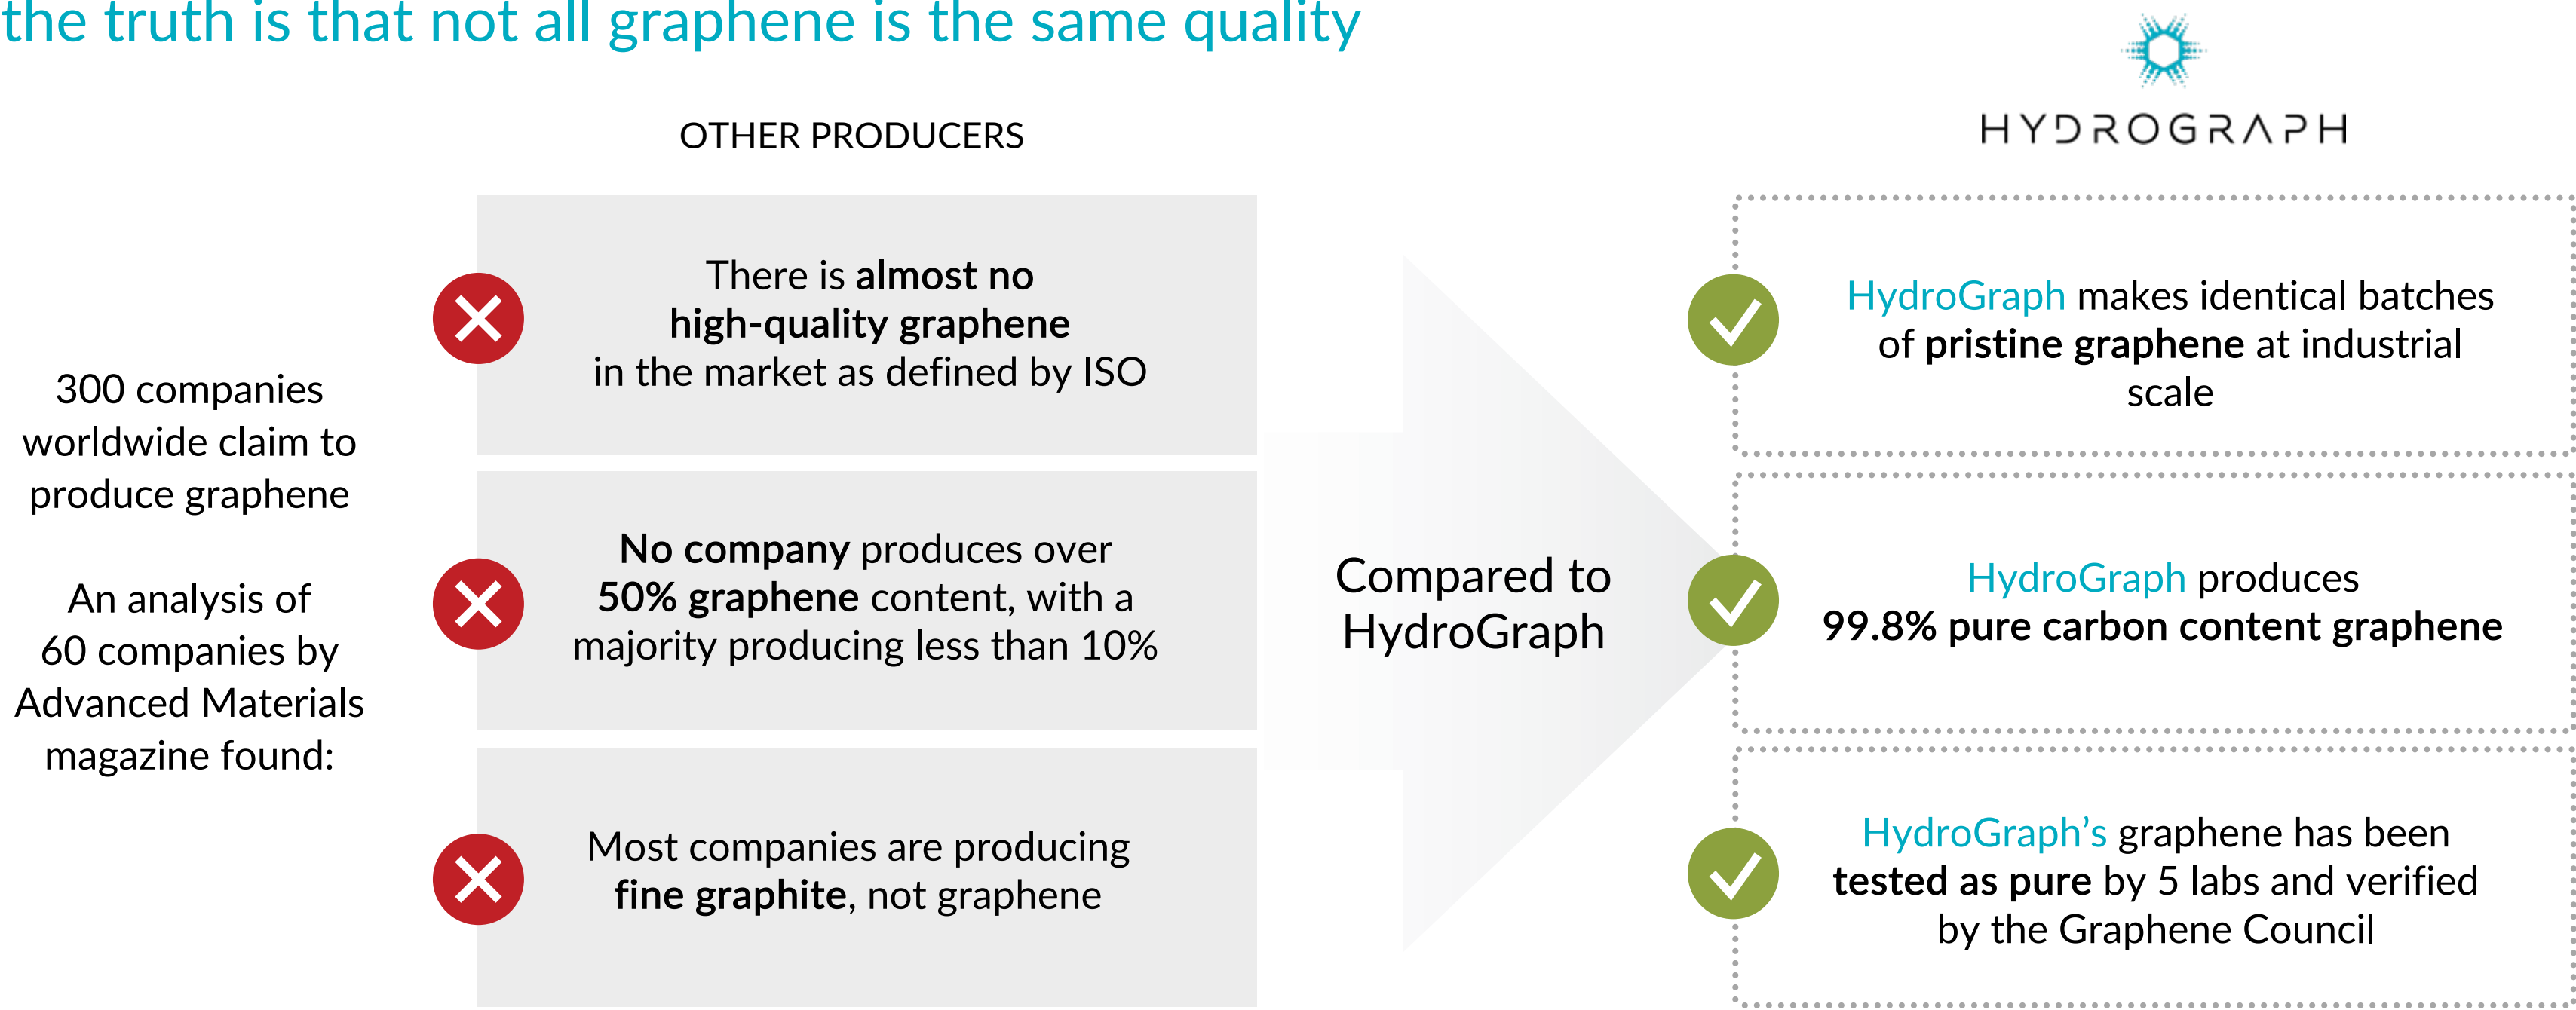 the truth is that not all graphene is the same quality
HYDROGRAPH
OTHER PRODUCERS
300 companies
worldwide claim to
produce graphene
An analysis of
60 companies by
Advanced Materials
magazine found:
There is almost no
high-quality graphene
in the market as defined by ISO
No company produces over
50% graphene content, with a
majority producing less than 10%
Most companies are producing
fine graphite, not graphene
Compared to
HydroGraph
HydroGraph makes identical batches
of pristine graphene at industrial
scale
HydroGraph produces
99.8% pure carbon content graphene
HydroGraph’s graphene has been
tested as pure by 5 labs and verified
by the Graphene Council